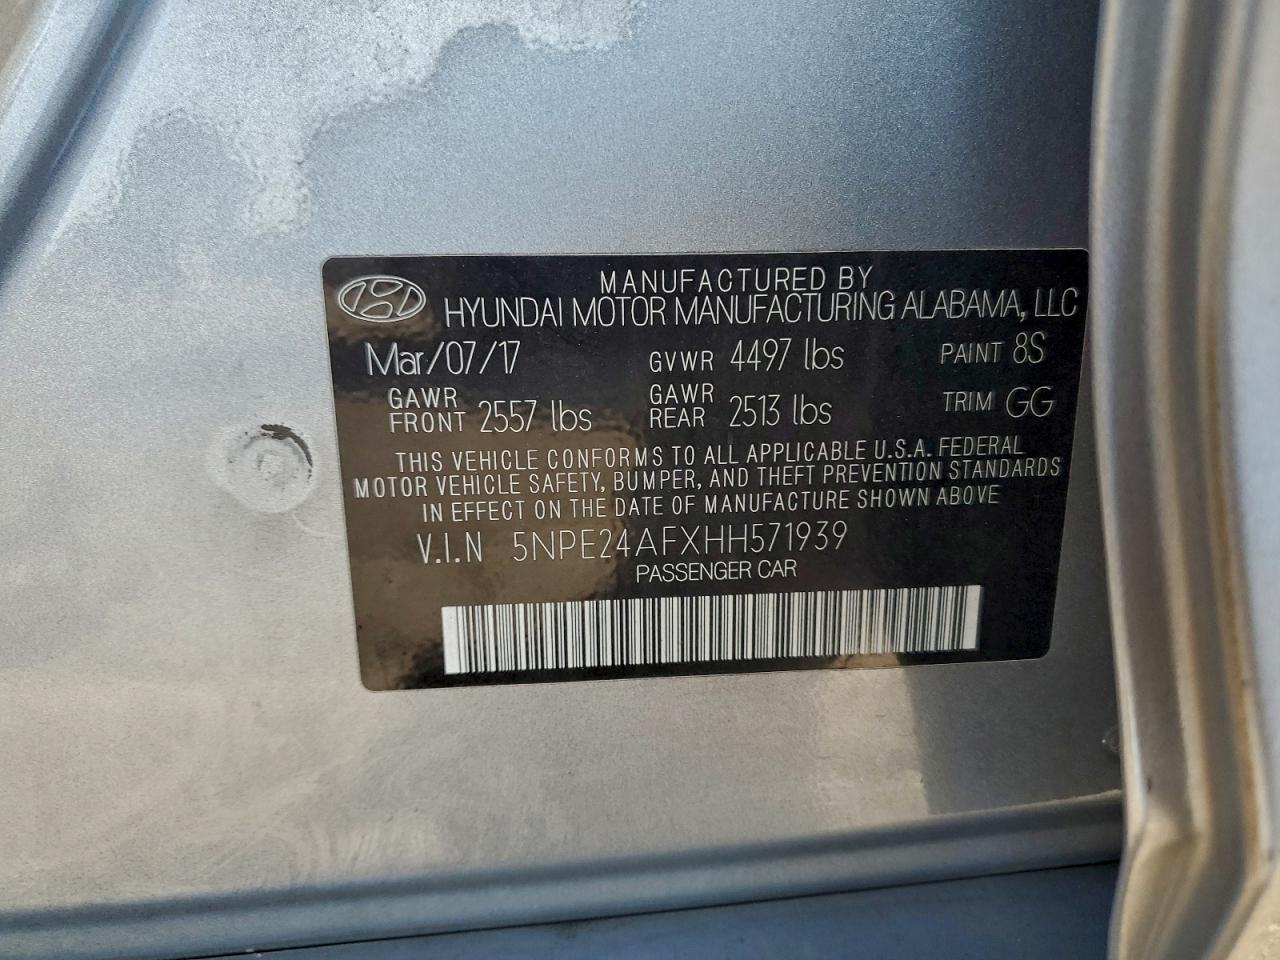 MANUFACTURED BY
HYUNDAI MOTOR MANUFACTURING ALABAMA, LLC
Mar/07/17 GVWR 4497 lbs PAINT 8S
GAWR FRONT 2557 lbs GAWR REAR 2513 lbs TRIM GG
THIS VEHICLE CONFORMS TO ALL APPLICABLE U.S.A. FEDERAL
MOTOR VEHICLE SAFETY, BUMPER, AND THEFT PREVENTION STANDARDS
IN EFFECT ON THE DATE OF MANUFACTURE SHOWN ABOVE
V.I.N 5NPE24AFXHH571939
PASSENGER CAR